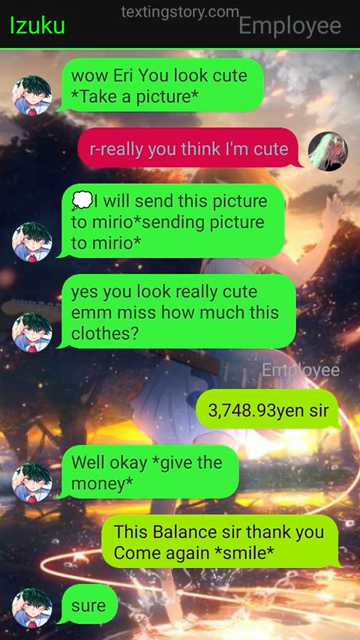 textingstory.com
Izuku
Employee
wow Eri You look cute
*Take a picture*
r-really you think I'm cute
💭I will send this picture
to mirio*sending picture
to mirio*
yes you look really cute
emm miss how much this
clothes?
Employee
3,748.93yen sir
Well okay *give the
money*
This Balance sir thank you
Come again *smile*
sure